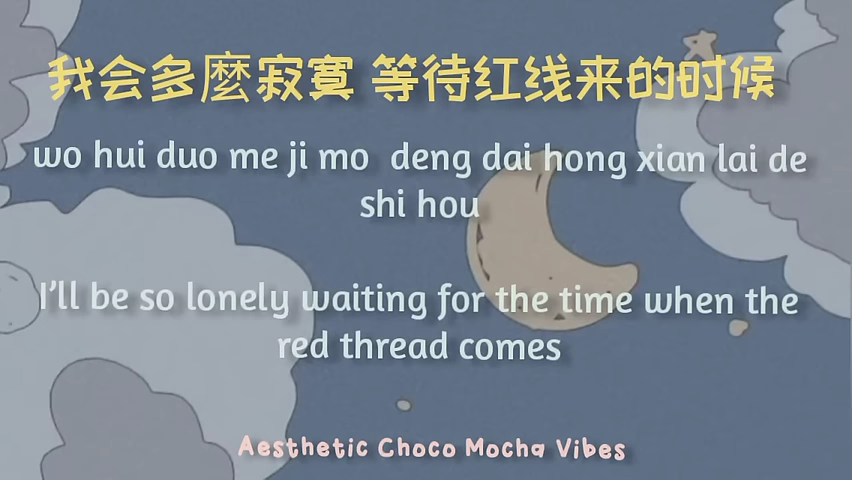 我会多麼寂寞 等待红线来的时候
wo hui duo me ji mo deng dai hong xian lai de
shi hou
I'll be so lonely waiting for the time when the
red thread comes
Aesthetic Choco Mocha Vibes